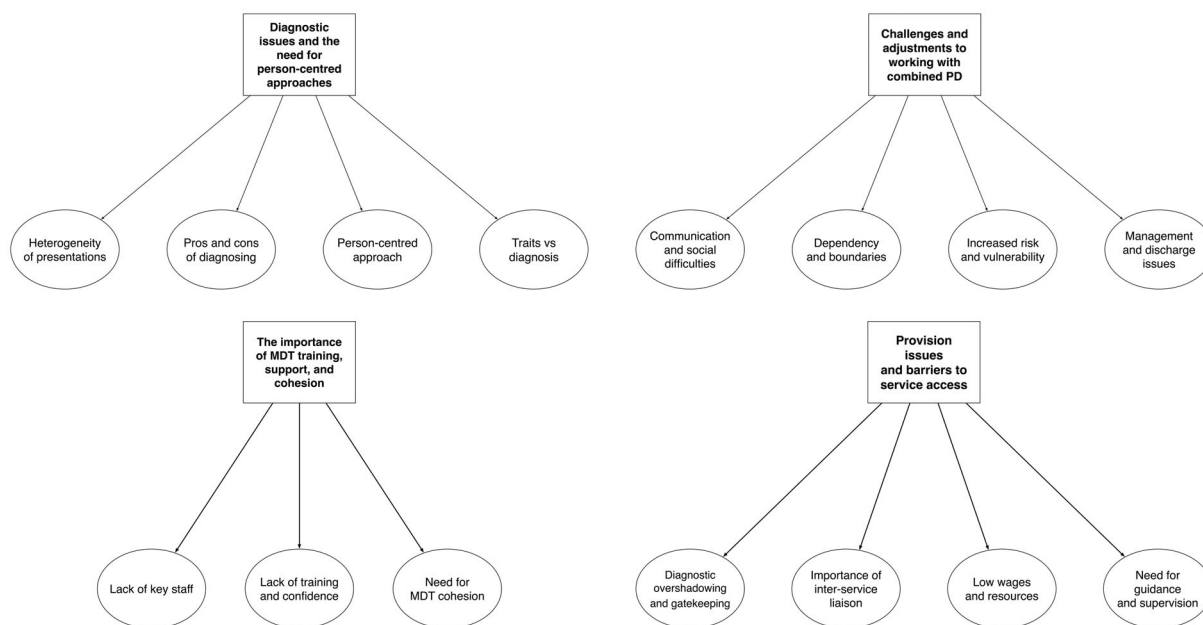 Diagnostic
issues and the
need for
person-centred
approaches
Heterogeneity
of presentations
Pros and cons
of diagnosing
Person-centred
approach
Traits vs
diagnosis
Challenges and
adjustments to
working with
combined PD
Communication
and social
difficulties
Dependency
and boundaries
Increased risk
and vulnerability
Management
and discharge
issues
The importance
of MDT training,
support, and
cohesion
Lack of key staff
Lack of training
and confidence
Need for
MDT cohesion
Provision
issues
and barriers to
service access
Diagnostic
overshadowing
and gatekeeping
Importance of
inter-service
liaison
Low wages
and resources
Need for
guidance
and supervision